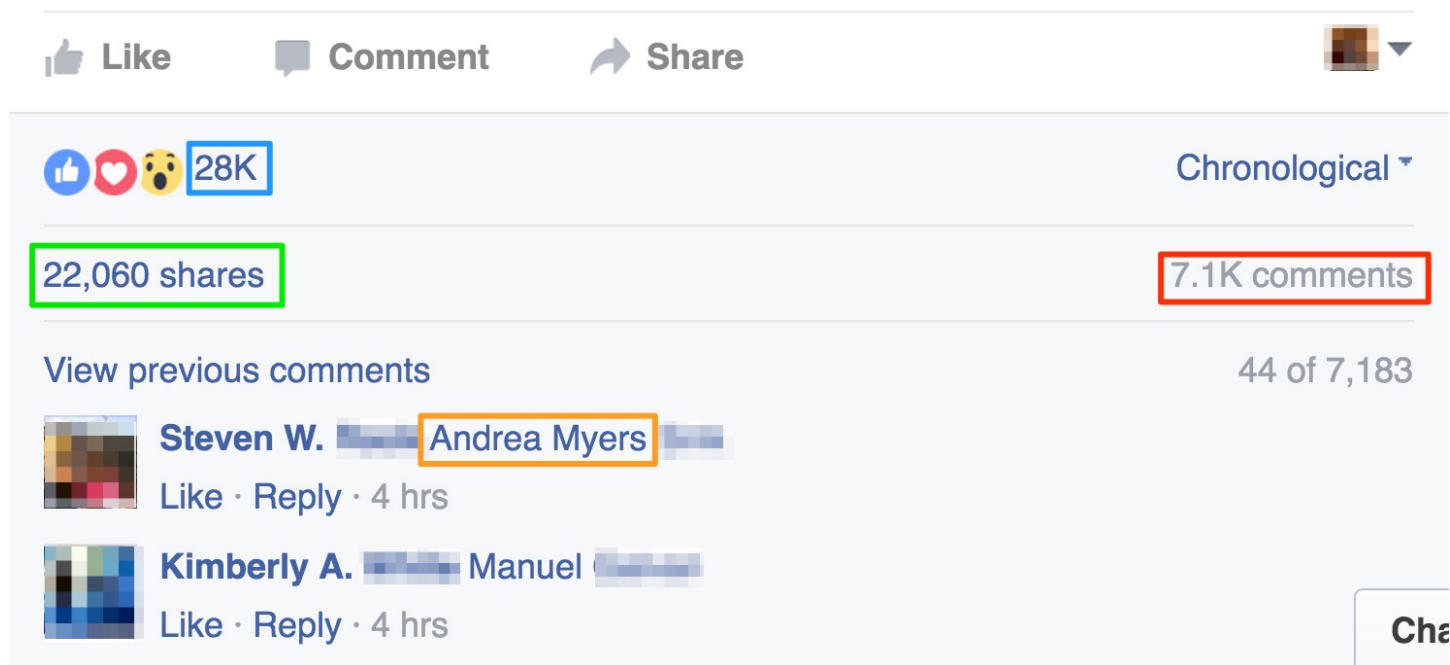 Like Comment Share
28K Chronological
22,060 shares 7.1K comments
View previous comments 44 of 7,183
Steven W. Andrea Myers
Like · Reply · 4 hrs
Kimberly A. Manuel
Like · Reply · 4 hrs